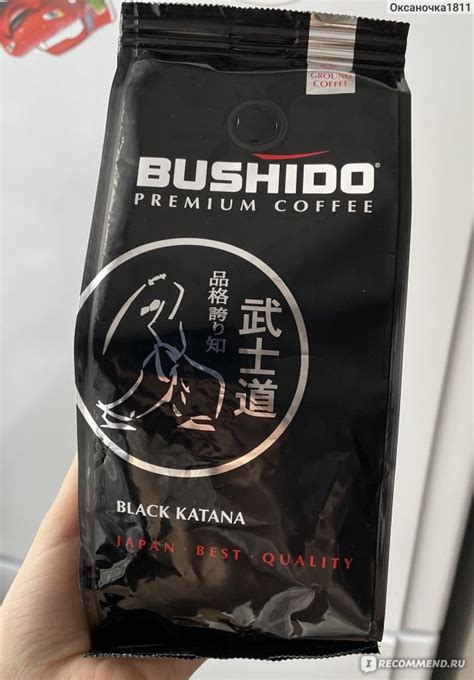 Оксаночка1811
GROUND
COFFEE
BUSHIDO®
PREMIUM COFFEE
武士道
品格誇り知
BLACK KATANA
JAPAN · BEST · QUALITY
I RECOMMEND.RU